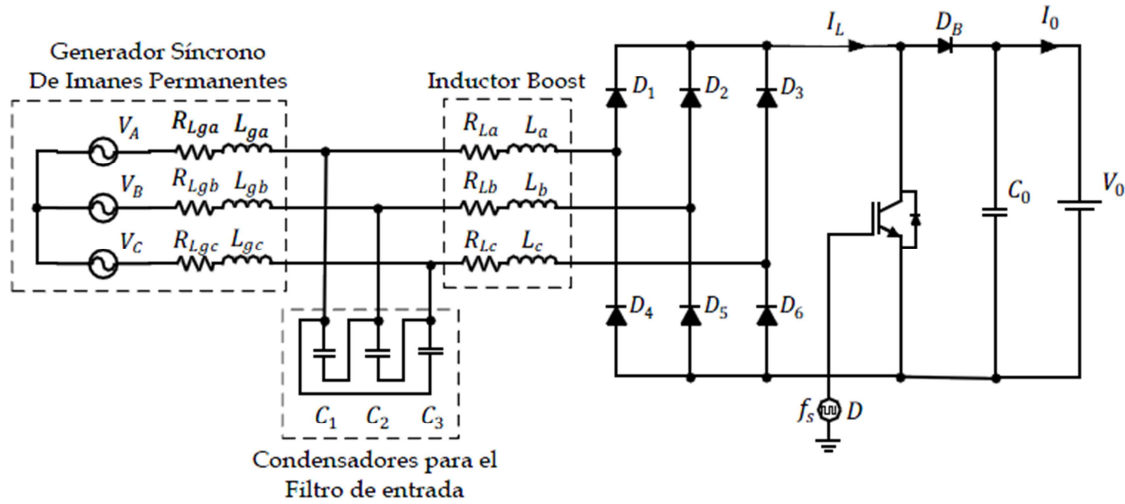 Generador Síncrono
De Imanes Permanentes
V_A R_Lga L_ga
V_B R_Lgb L_gb
V_C R_Lgc L_gc
Inductor Boost
R_La L_a
R_Lb L_b
R_Lc L_c
C_1 C_2 C_3
Condensadores para el
Filtro de entrada
I_L D_B I_0
D_1 D_2 D_3
D_4 D_5 D_6
C_0 V_0
f_s D